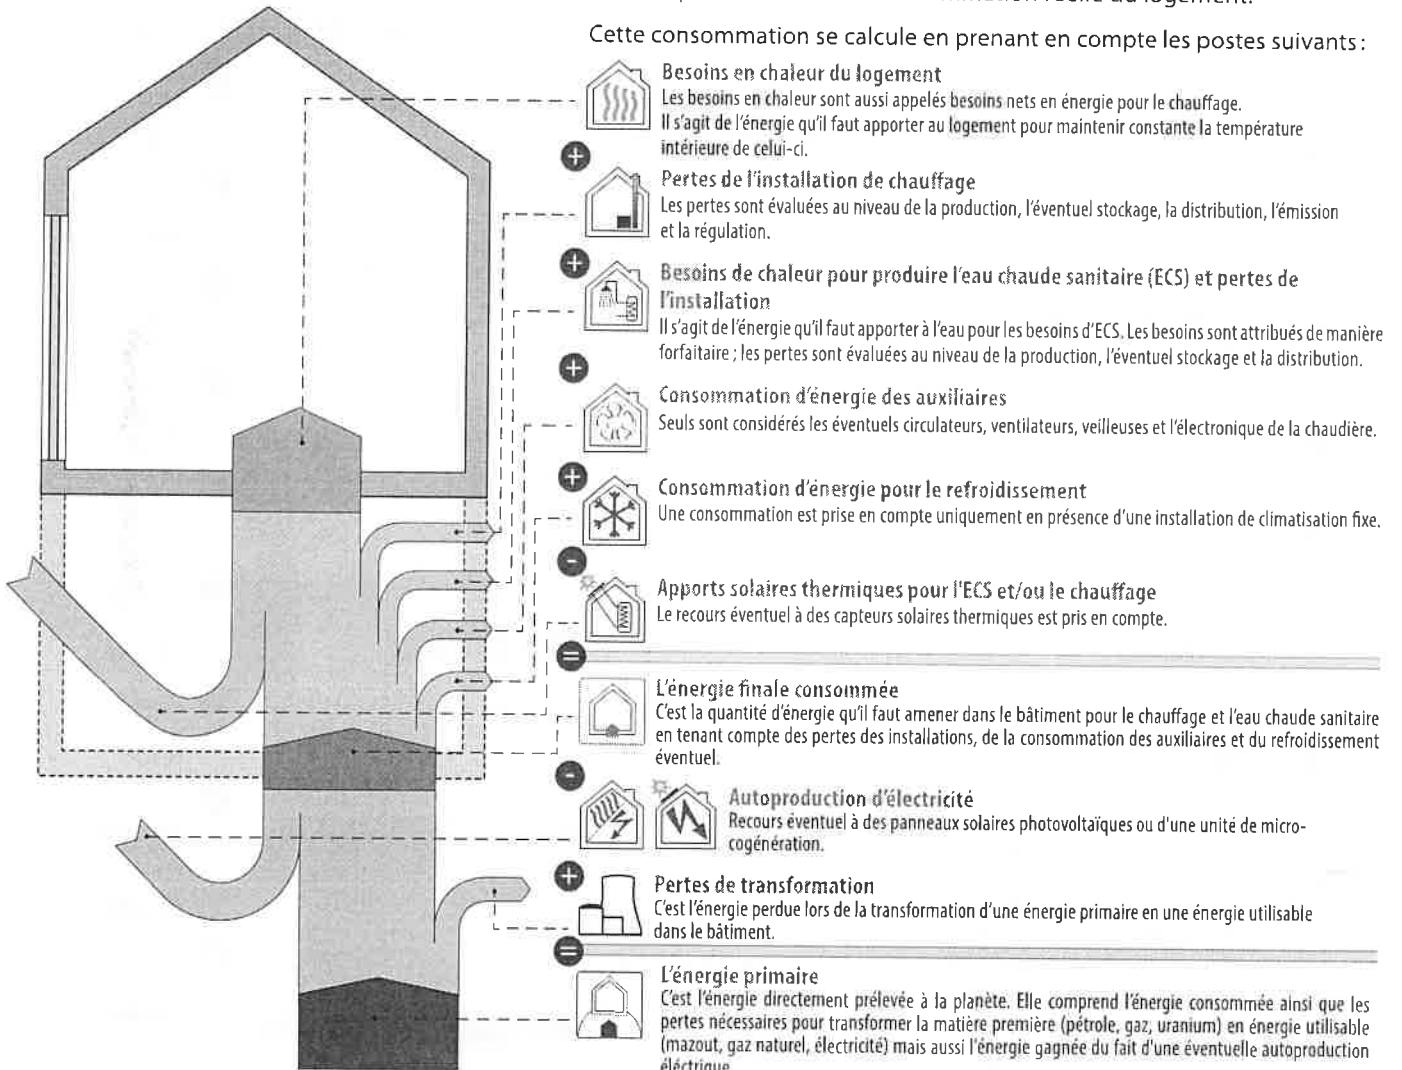 Cette consommation se calcule en prenant en compte les postes suivants :
Besoins en chaleur du logement
Les besoins en chaleur sont aussi appelés besoins nets en énergie pour le chauffage.
Il s'agit de l'énergie qu'il faut apporter au logement pour maintenir constante la température
intérieure de celui-ci.
+
Pertes de l'installation de chauffage
Les pertes sont évaluées au niveau de la production, l'éventuel stockage, la distribution, l'émission
et la régulation.
+
Besoins de chaleur pour produire l'eau chaude sanitaire (ECS) et pertes de
l'installation
Il s'agit de l'énergie qu'il faut apporter à l'eau pour les besoins d'ECS. Les besoins sont attribués de manière
forfaitaire ; les pertes sont évaluées au niveau de la production, l'éventuel stockage et la distribution.
+
Consommation d'énergie des auxiliaires
Seuls sont considérés les éventuels circulateurs, ventilateurs, veilleuses et l'électronique de la chaudière.
+
Consommation d'énergie pour le refroidissement
Une consommation est prise en compte uniquement en présence d'une installation de climatisation fixe.
-
Apports solaires thermiques pour l'ECS et/ou le chauffage
Le recours éventuel à des capteurs solaires thermiques est pris en compte.
=
L'énergie finale consommée
C'est la quantité d'énergie qu'il faut amener dans le bâtiment pour le chauffage et l'eau chaude sanitaire
en tenant compte des pertes des installations, de la consommation des auxiliaires et du refroidissement
éventuel.
-
Autoproduction d'électricité
Recours éventuel à des panneaux solaires photovoltaïques ou d'une unité de micro-
cogénération.
+
Pertes de transformation
C'est l'énergie perdue lors de la transformation d'une énergie primaire en une énergie utilisable
dans le bâtiment.
=
L'énergie primaire
C'est l'énergie directement prélevée à la planète. Elle comprend l'énergie consommée ainsi que les
pertes nécessaires pour transformer la matière première (pétrole, gaz, uranium) en énergie utilisable
(mazout, gaz naturel, électricité) mais aussi l'énergie gagnée du fait d'une éventuelle autoproduction
éléctrique.